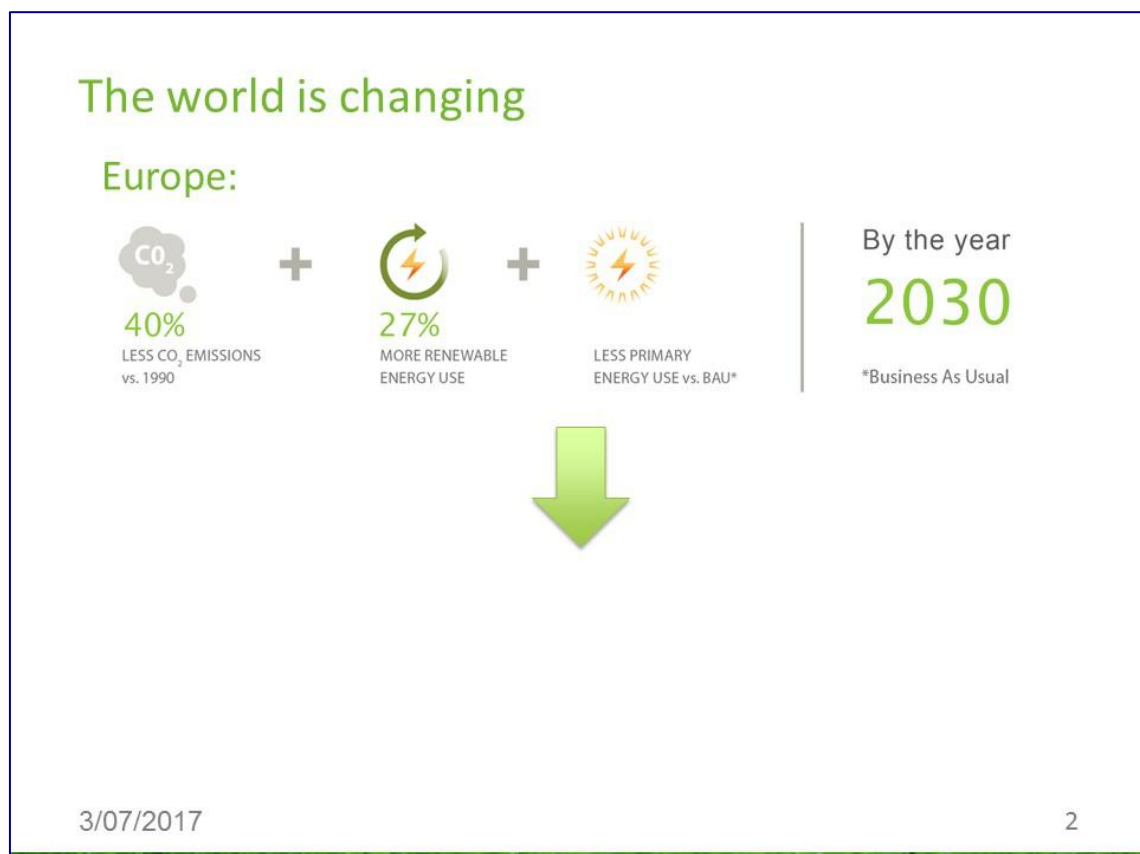 The world is changing
Europe:
CO₂
+
+
40%
LESS CO₂ EMISSIONS
vs. 1990
27%
MORE RENEWABLE
ENERGY USE
LESS PRIMARY
ENERGY USE vs. BAU*
By the year
2030
*Business As Usual
3/07/2017
2